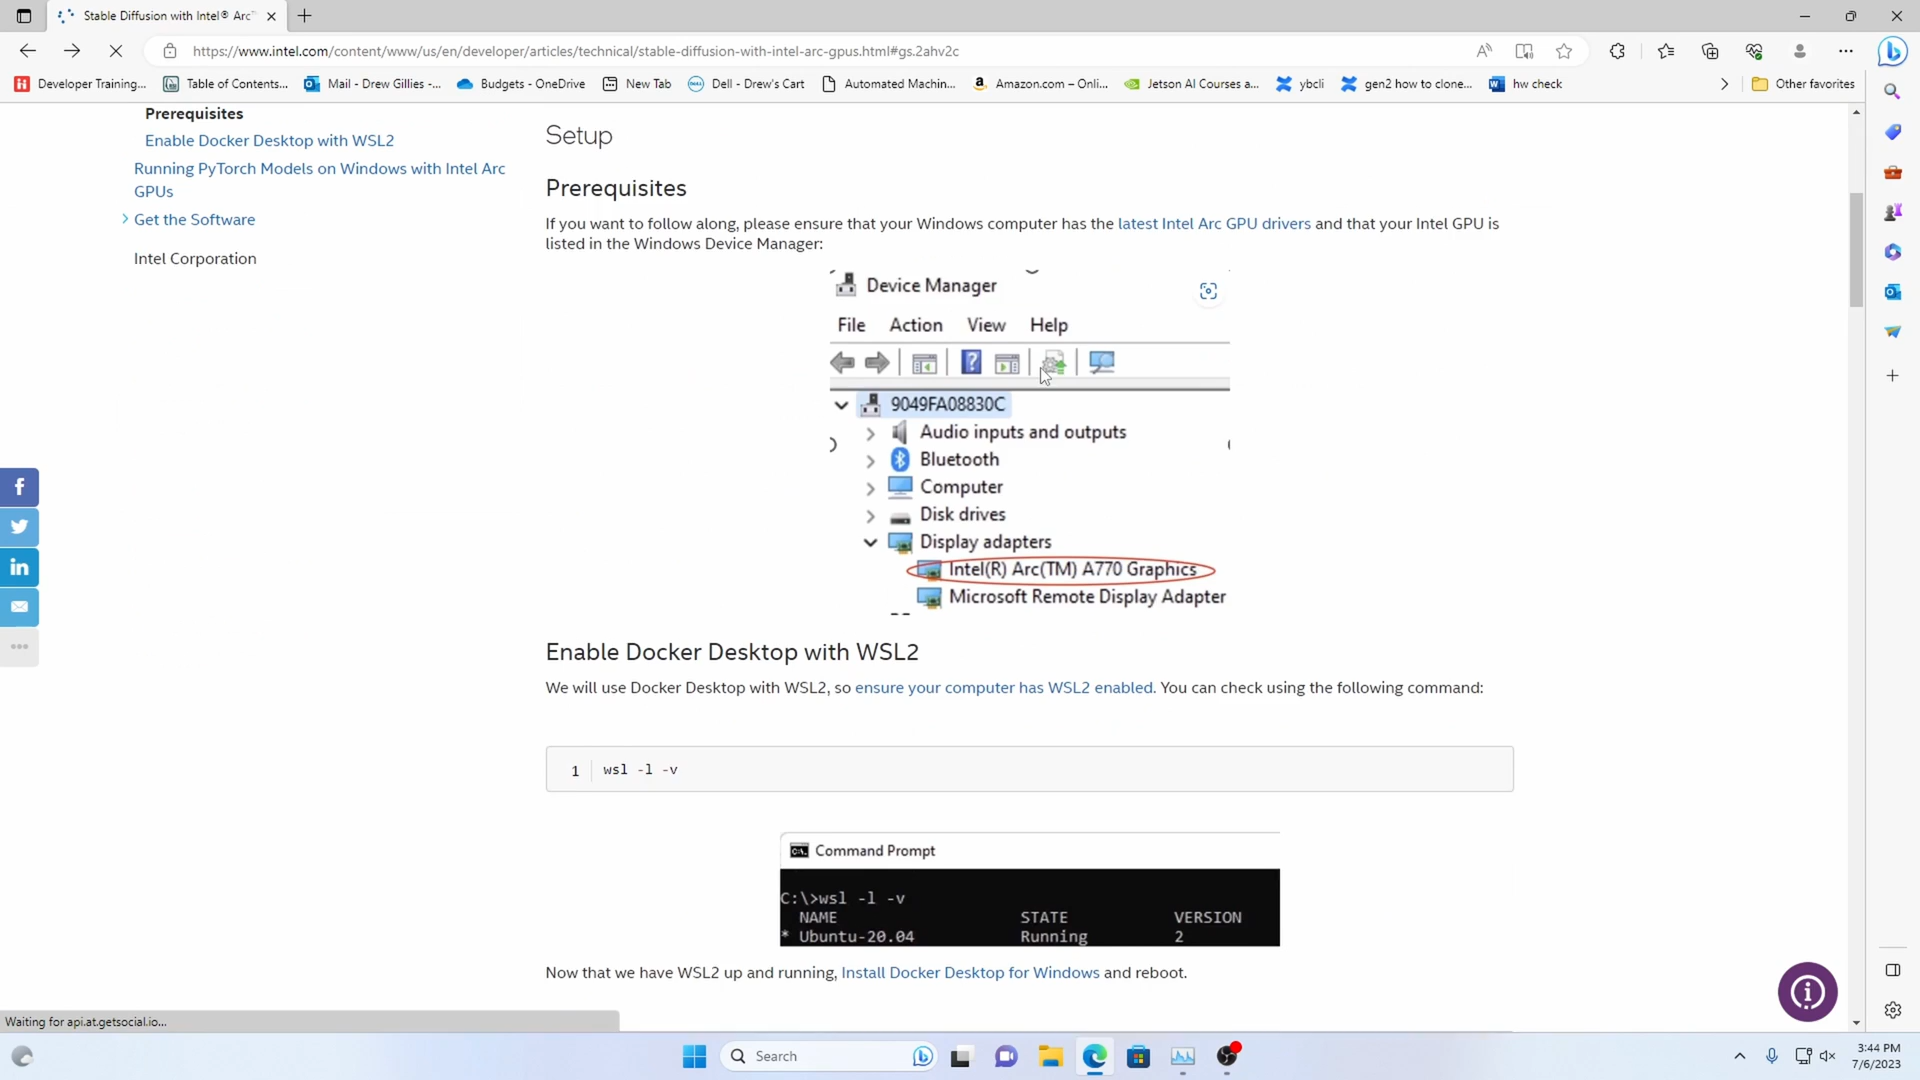 Stable Diffusion with Intel® Arc™
https://www.intel.com/content/www/us/en/developer/articles/technical/stable-diffusion-with-intel-arc-gpus.html#gs.2ahv2c
Developer Training...
Table of Contents...
Mail - Drew Gillies -...
Budgets - OneDrive
New Tab
Dell - Drew's Cart
Automated Machin...
Amazon.com – Onli...
Jetson AI Courses a...
ybcli
gen2 how to clone...
hw check
Other favorites
Prerequisites
Enable Docker Desktop with WSL2
Running PyTorch Models on Windows with Intel Arc
GPUs
Get the Software
Intel Corporation
Setup
Prerequisites
If you want to follow along, please ensure that your Windows computer has the latest Intel Arc GPU drivers and that your Intel GPU is
listed in the Windows Device Manager:
Device Manager
File Action View Help
9049FA08830C
Audio inputs and outputs
Bluetooth
Computer
Disk drives
Display adapters
Intel(R) Arc(TM) A770 Graphics
Microsoft Remote Display Adapter
Enable Docker Desktop with WSL2
We will use Docker Desktop with WSL2, so ensure your computer has WSL2 enabled. You can check using the following command:
1 wsl -l -v
Command Prompt
C:\>wsl -l -v
NAME STATE VERSION
* Ubuntu-20.04 Running 2
Now that we have WSL2 up and running, Install Docker Desktop for Windows and reboot.
Waiting for api.at.getsocial.io...
Search
3:44 PM
7/6/2023